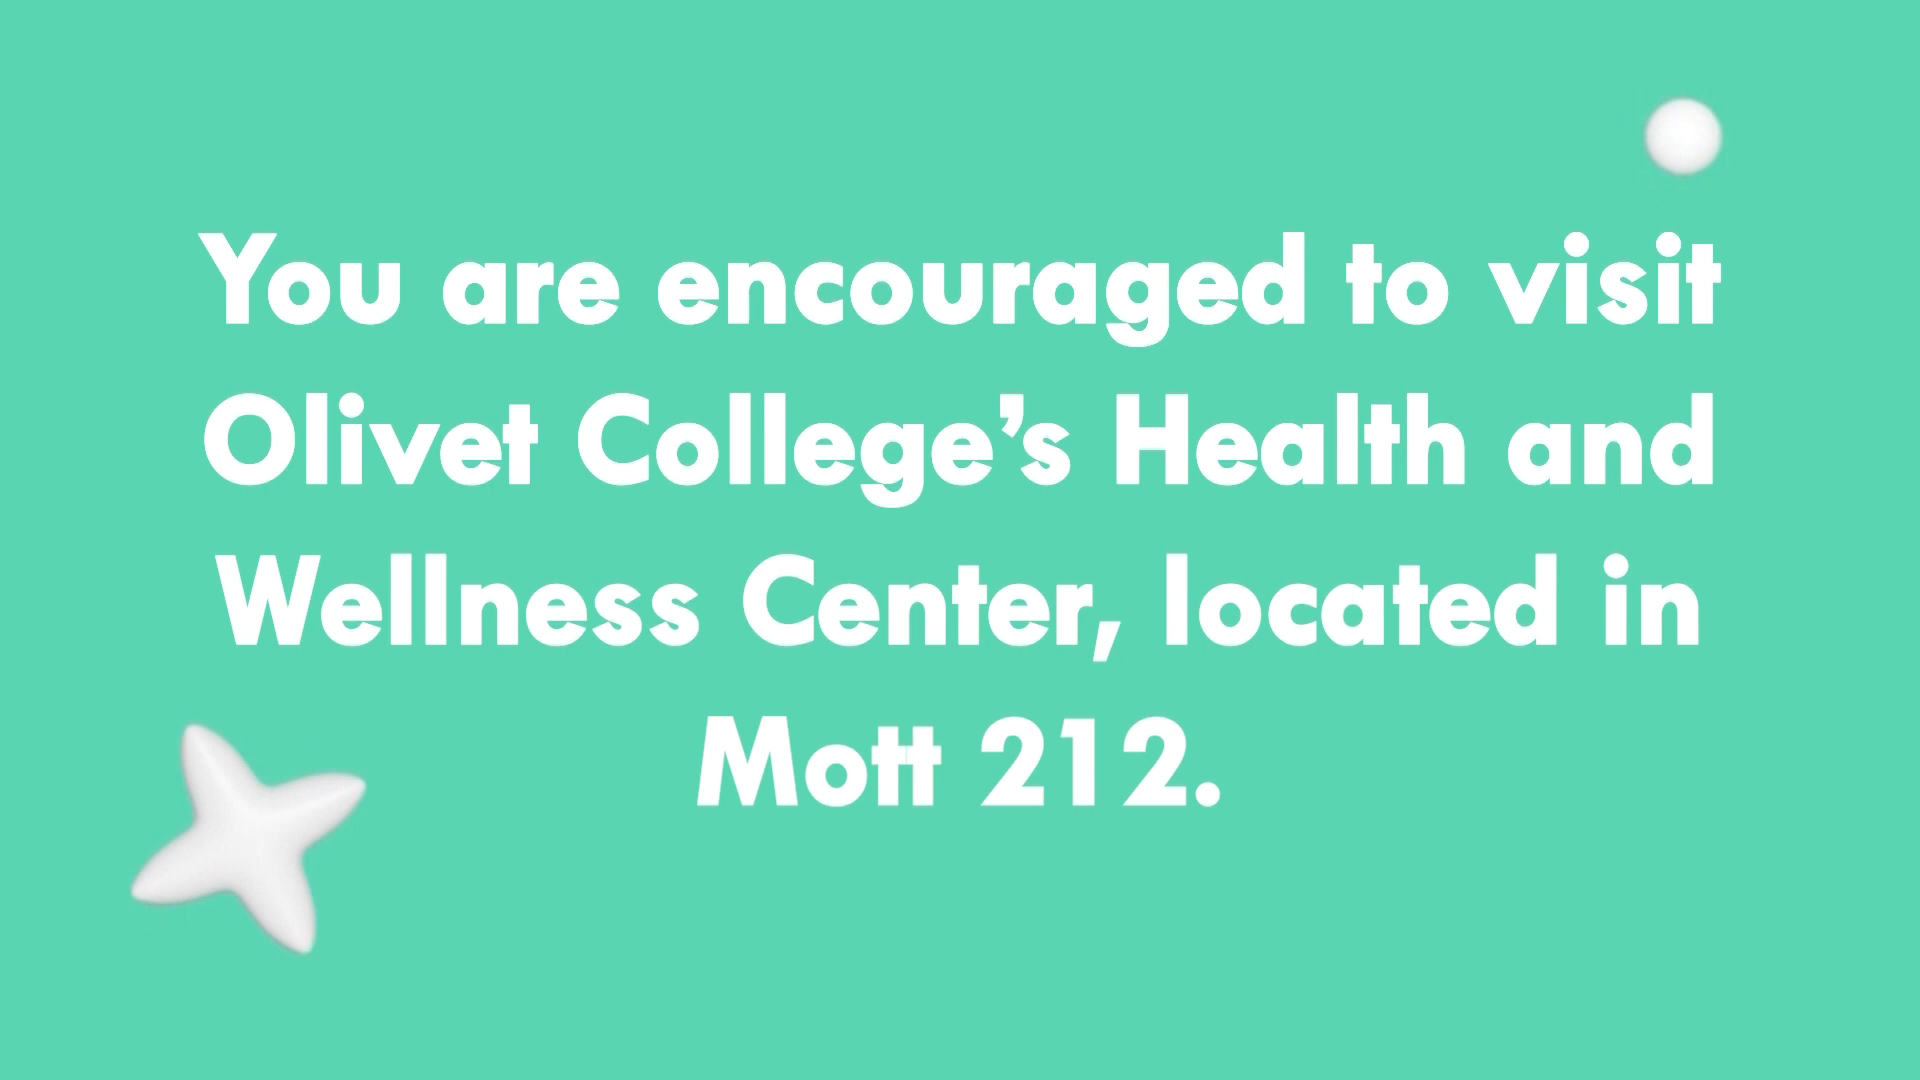 You are encouraged to visit
Olivet College’s Health and
Wellness Center, located in
Mott 212.